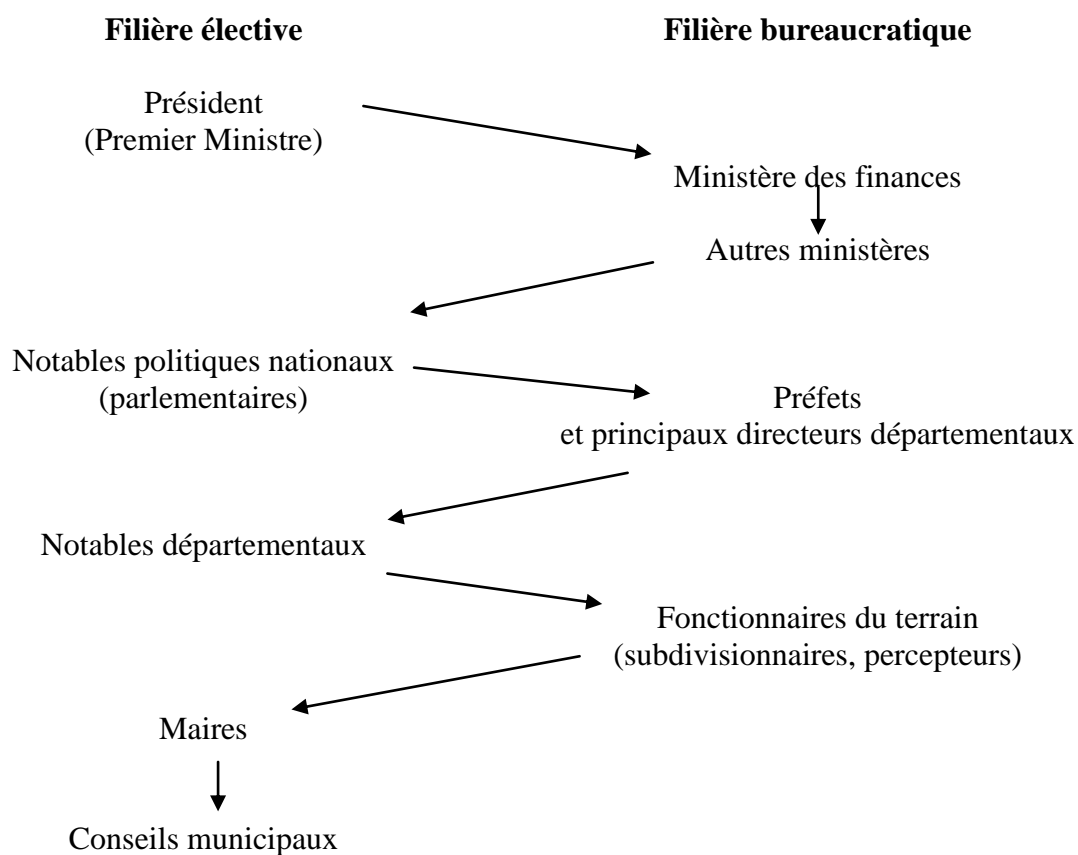 Filière élective
Filière bureaucratique
Président
(Premier Ministre)
Ministère des finances
Autres ministères
Notables politiques nationaux
(parlementaires)
Préfets
et principaux directeurs départementaux
Notables départementaux
Fonctionnaires du terrain
(subdivisionnaires, percepteurs)
Maires
Conseils municipaux